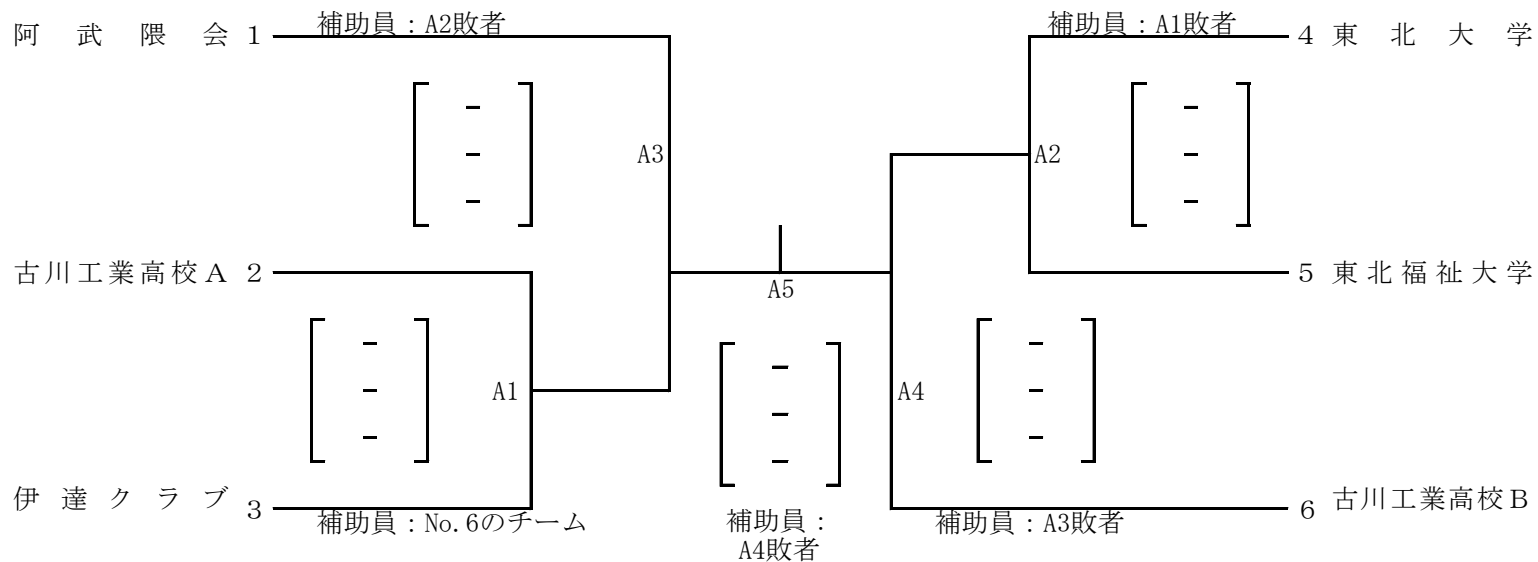 補助員：A2敗者
補助員：A1敗者
阿武隈会 1
4 東北大学
-
-
-
-
-
-
A3
A2
古川工業高校Ａ 2
5 東北福祉大学
A5
-
-
-
-
-
-
-
-
-
A1
A4
伊達クラブ 3
6 古川工業高校Ｂ
補助員：No.6のチーム
補助員：
A4敗者
補助員：A3敗者